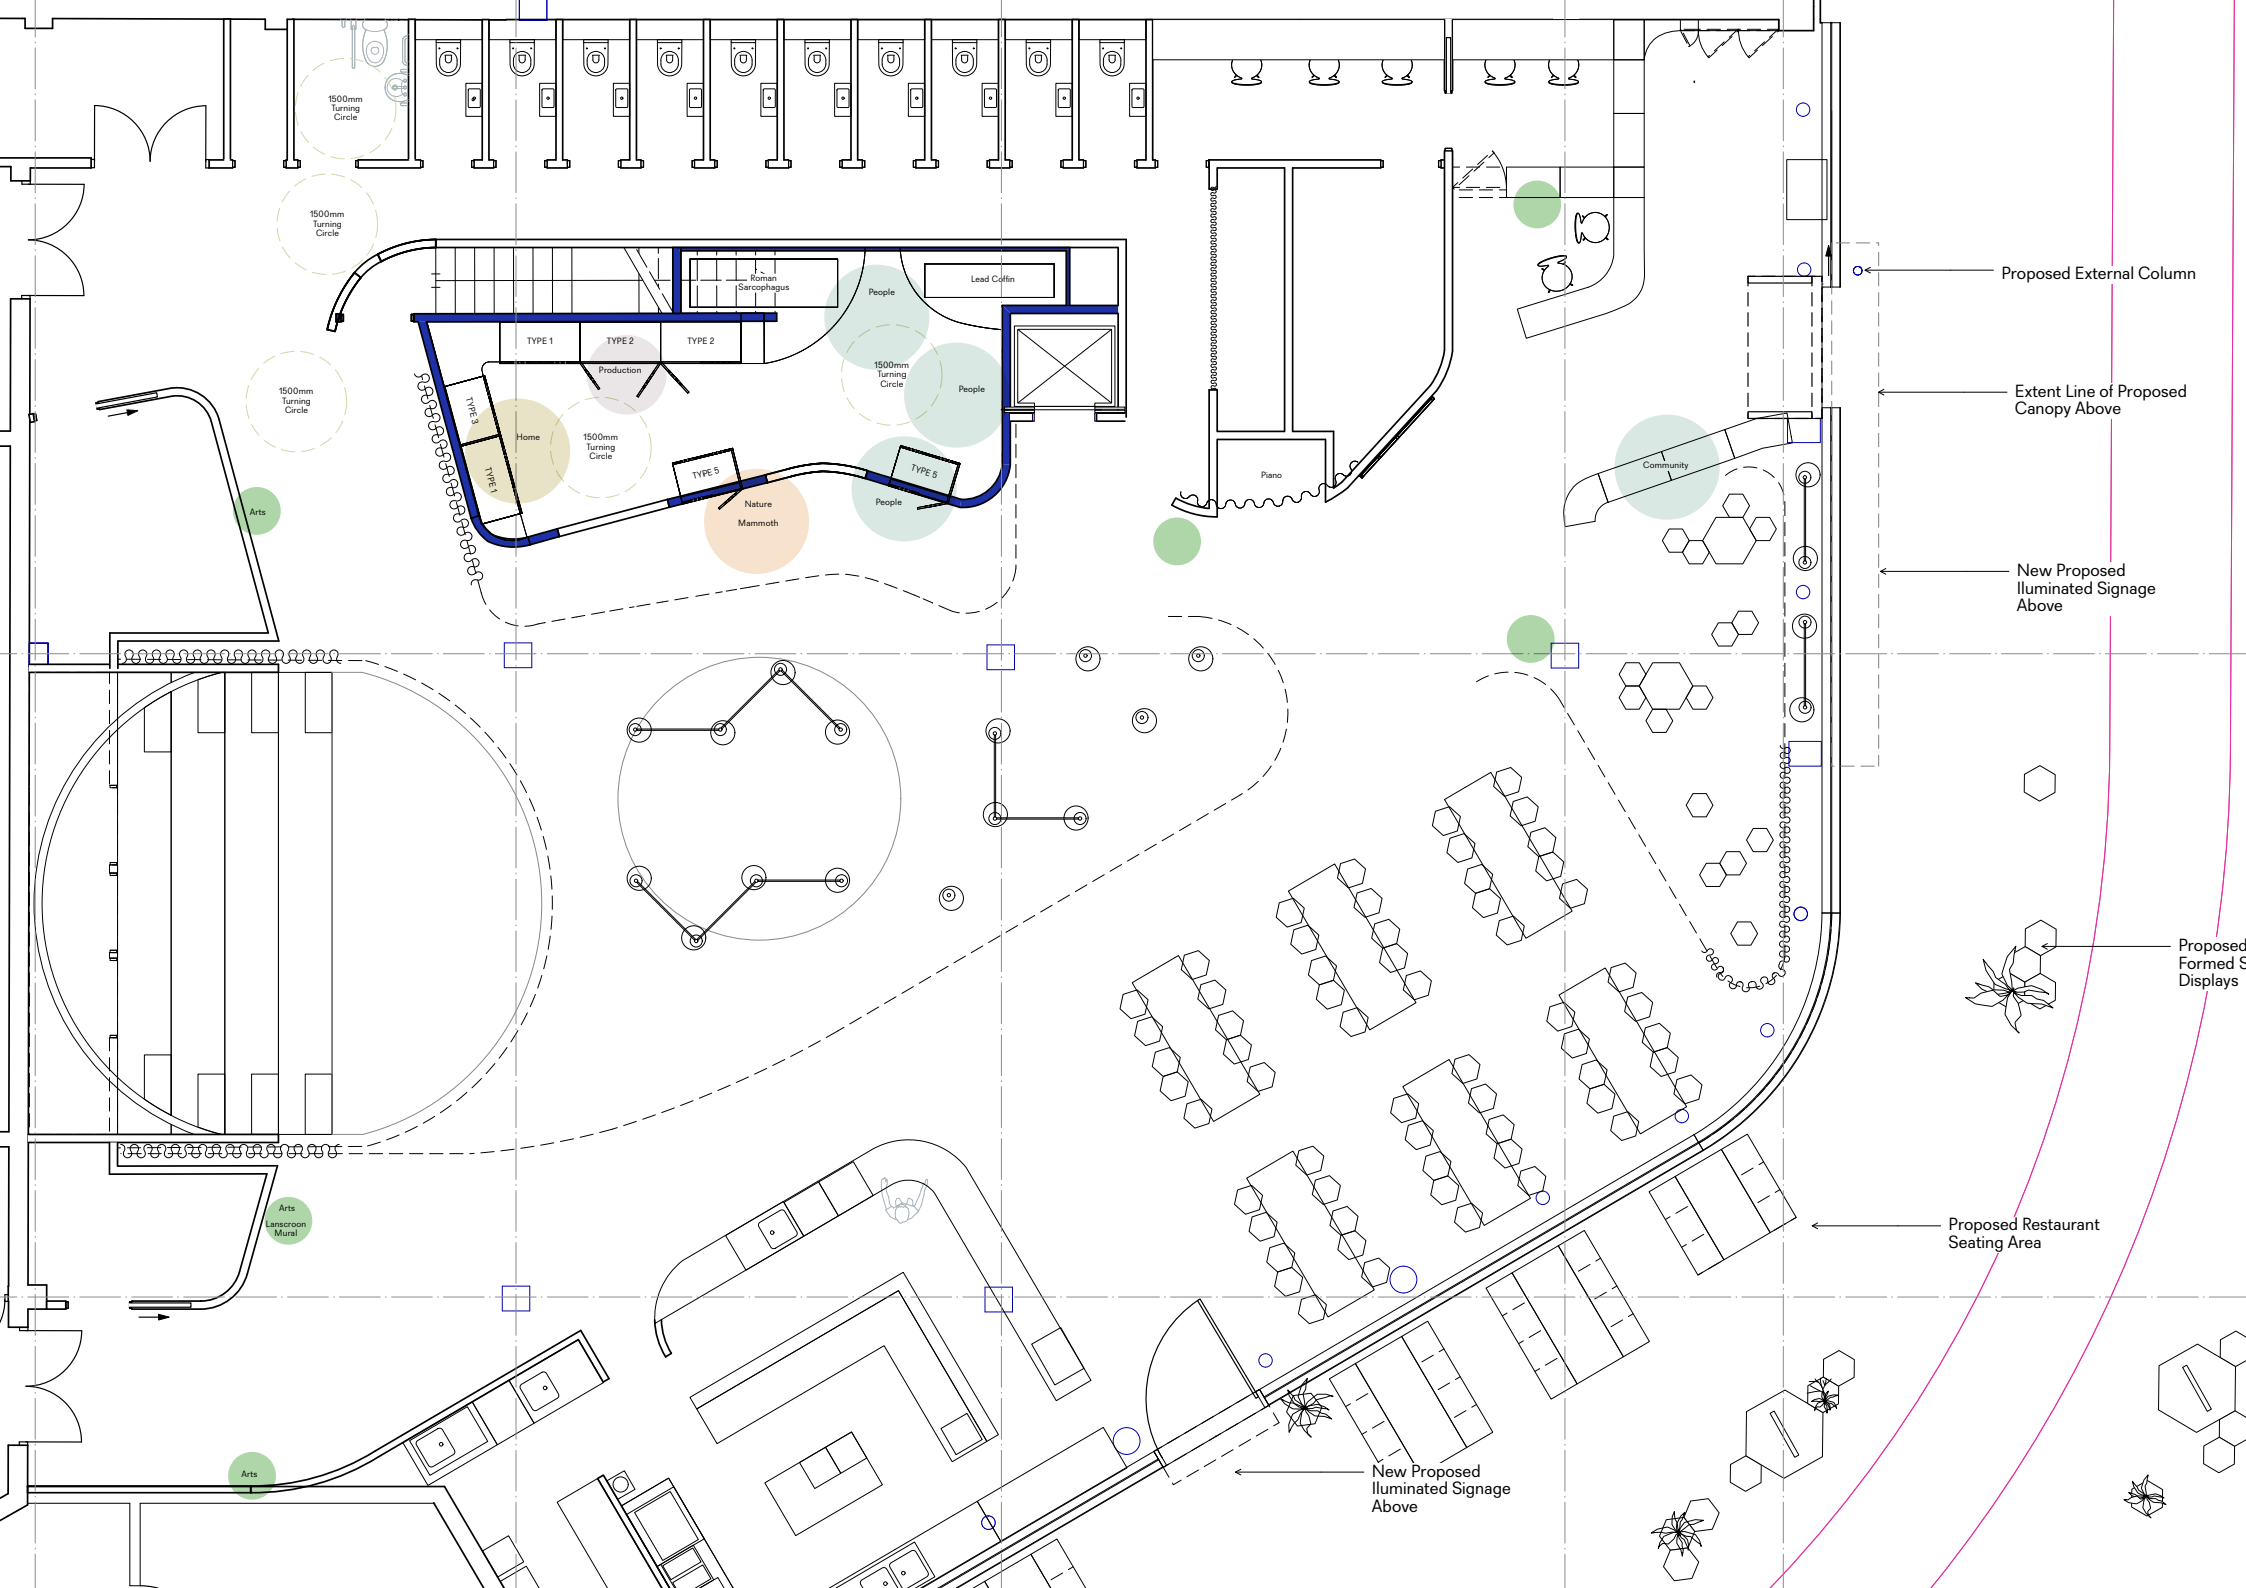 1500mm
Turning
Circle
1500mm
Turning
Circle
1500mm
Turning
Circle
Roman
Sarcophagus
People
Lead Coffin
TYPE 1
TYPE 2
TYPE 2
Production
1500mm
Turning
Circle
People
TYPE 3
Home
1500mm
Turning
Circle
TYPE 1
TYPE 5
TYPE 5
People
Nature
Mammoth
Piano
Community
Arts
Proposed External Column
Extent Line of Proposed
Canopy Above
New Proposed
Iluminated Signage
Above
Proposed
Formed S
Displays
Arts
Lanscroon
Mural
Proposed Restaurant
Seating Area
Arts
New Proposed
Iluminated Signage
Above